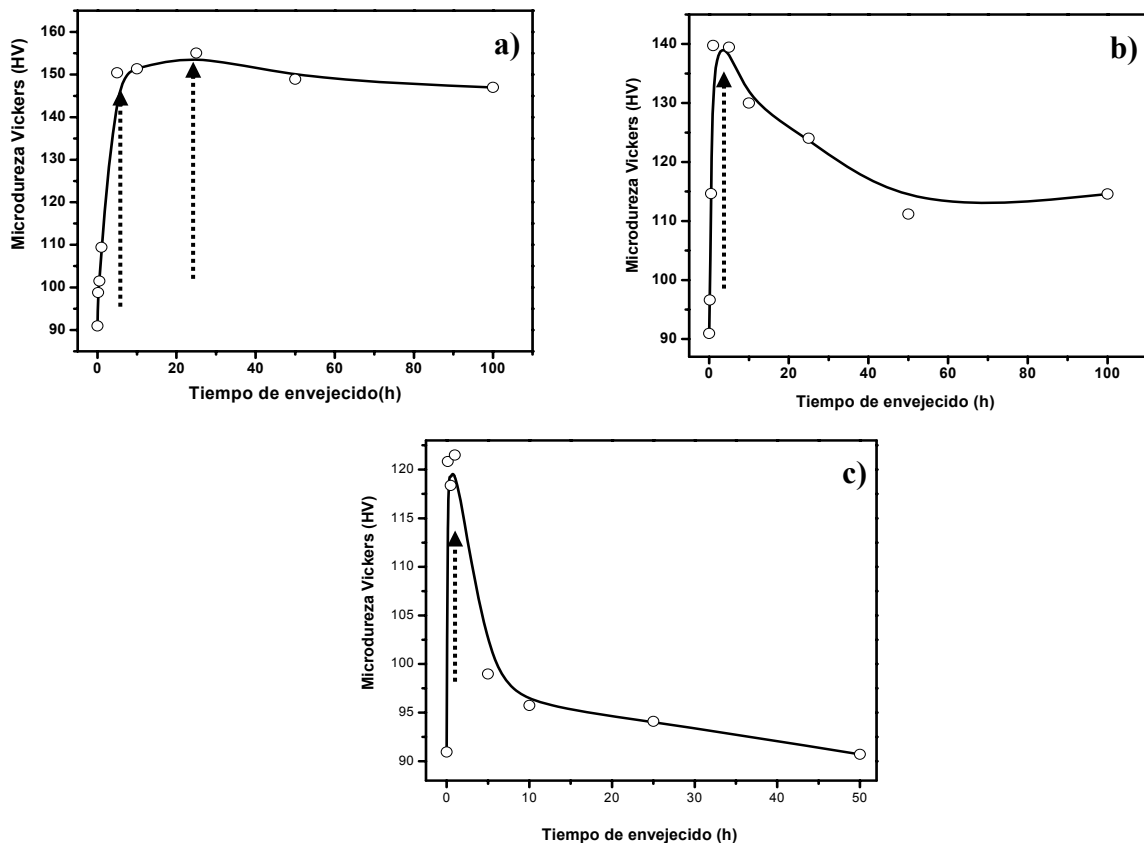 a)
Microdureza Vickers (HV)
160
150
140
130
120
110
100
90
0 20 40 60 80 100
Tiempo de envejecido(h)
b)
Microdureza Vickers (HV)
140
130
120
110
100
90
0 20 40 60 80 100
Tiempo de envejecido (h)
c)
Microdureza Vickers (HV)
120
115
110
105
100
95
90
0 10 20 30 40 50
Tiempo de envejecido (h)